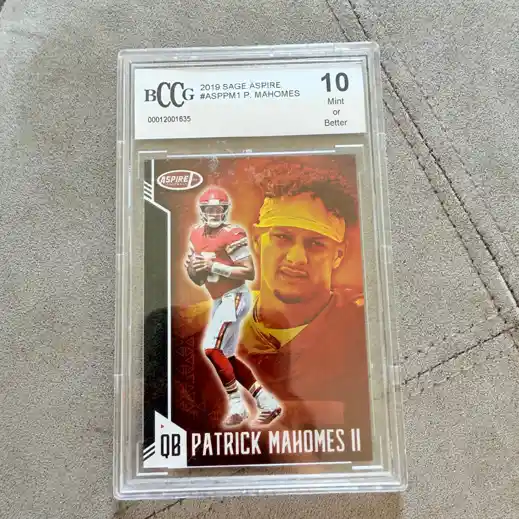 BCCG
2019 SAGE ASPIRE
#ASPPM1 P. MAHOMES
00012001635
10
Mint
or
Better
ASPIRE
QB
PATRICK MAHOMES II